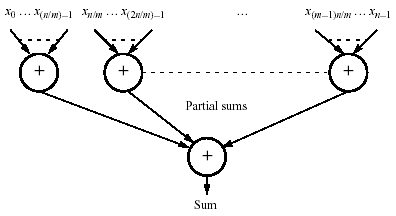 x0 … x(n/m)−1 xn/m … x(2n/m)−1 … x(m−1)n/m … xn−1
+ + +
Partial sums
+
Sum